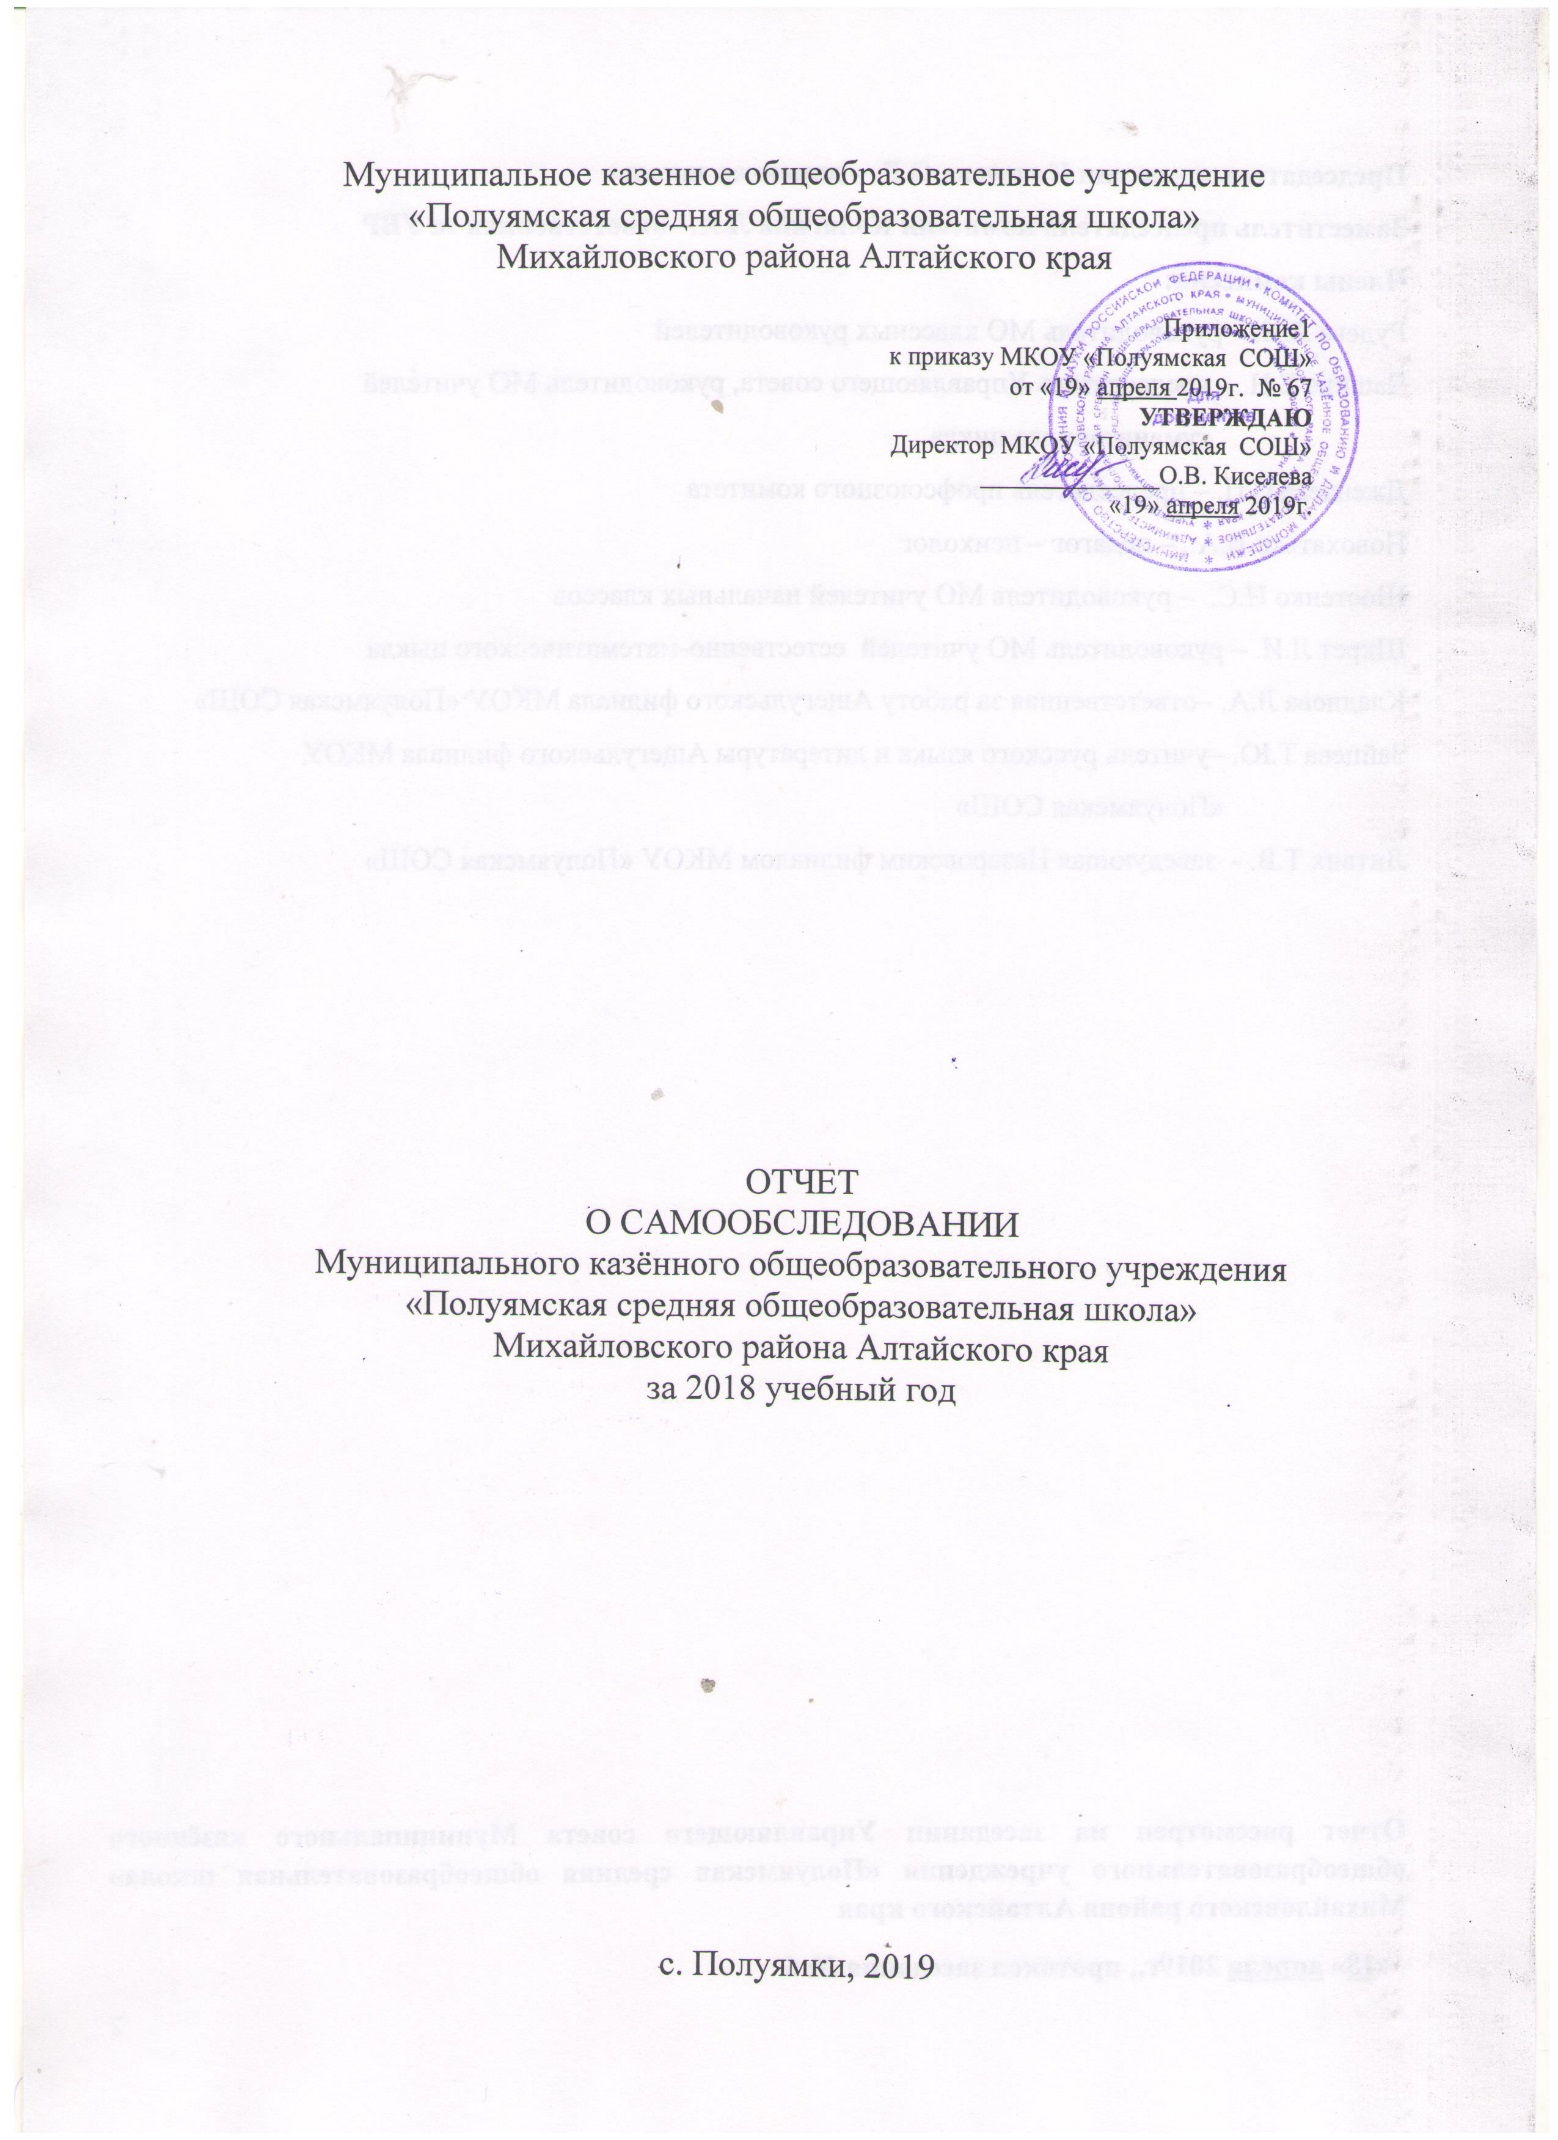 Муниципальное казенное общеобразовательное учреждение
«Полуямская средняя общеобразовательная школа»
Михайловского района Алтайского края
Приложение1
к приказу МКОУ «Полуямская СОШ»
от «19» апреля 2019г. № 67
УТВЕРЖДАЮ
Директор МКОУ «Полуямская СОШ»
О.В. Киселева
«19» апреля 2019г.
Для
документов
ОТЧЕТ
О САМООБСЛЕДОВАНИИ
Муниципального казённого общеобразовательного учреждения
«Полуямская средняя общеобразовательная школа»
Михайловского района Алтайского края
за 2018 учебный год
с. Полуямки, 2019